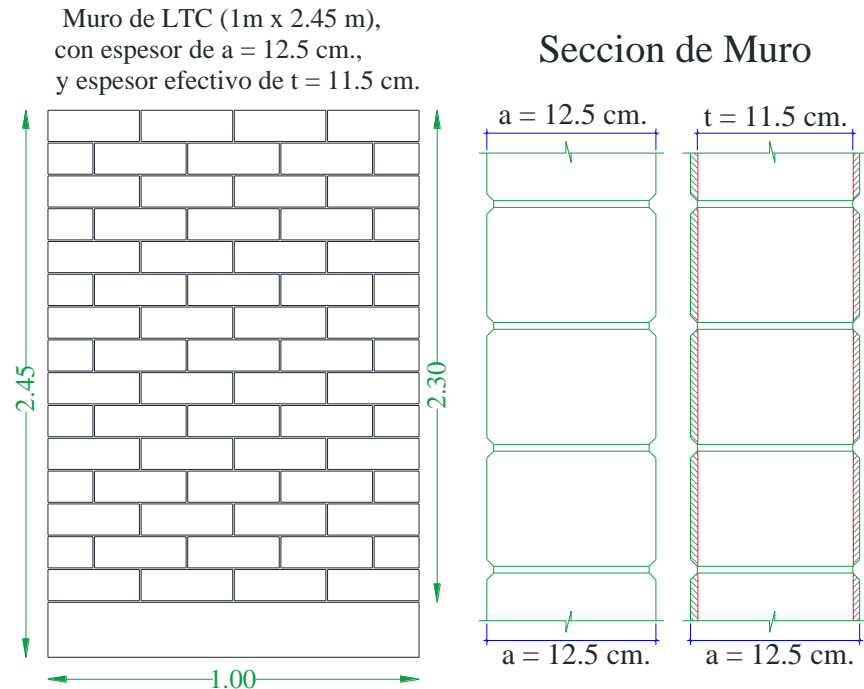 Muro de LTC (1m x 2.45 m),
con espesor de a = 12.5 cm.,
y espesor efectivo de t = 11.5 cm.
Seccion de Muro
a = 12.5 cm.
t = 11.5 cm.
2.45
2.30
1.00
a = 12.5 cm.
a = 12.5 cm.